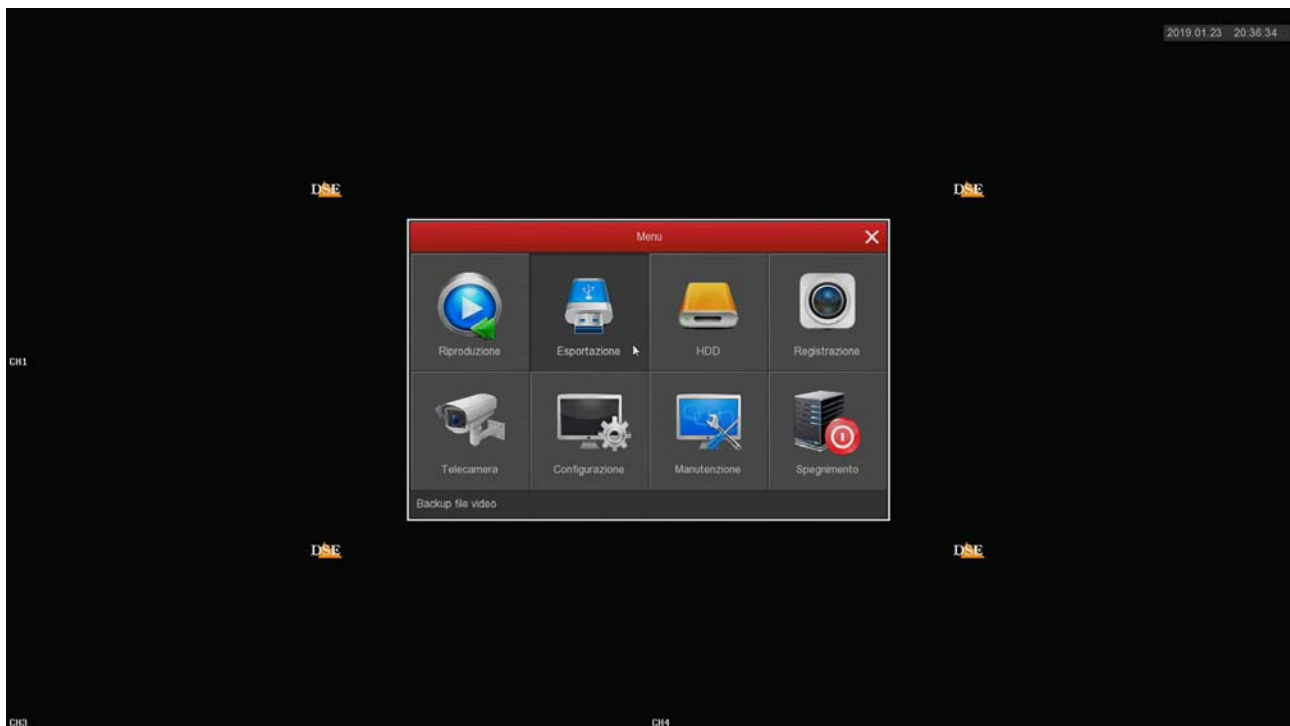 2019.01.23 20:36:34
DSE DSE
Menu
Riproduzione Esportazione HDD Registrazione
CH1
Telecamera Configurazione Manutenzione Spegnimento
Backup file video
DSE DSE
CH3 CH4